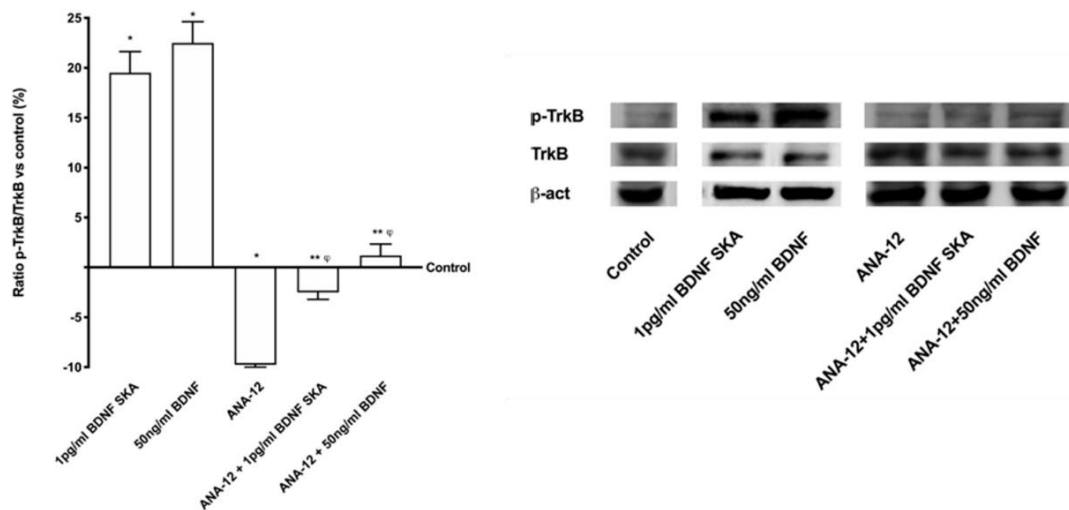 Ratio p-TrkB/TrkB vs control (%)
25
20
15
10
5
-5
-10
*
*
*
** φ
** φ
Control
1pg/ml BDNF SKA
50ng/ml BDNF
ANA-12
ANA-12 + 1pg/ml BDNF SKA
ANA-12 + 50ng/ml BDNF
p-TrkB
TrkB
β-act
Control
1pg/ml BDNF SKA
50ng/ml BDNF
ANA-12
ANA-12+1pg/ml BDNF SKA
ANA-12+50ng/ml BDNF